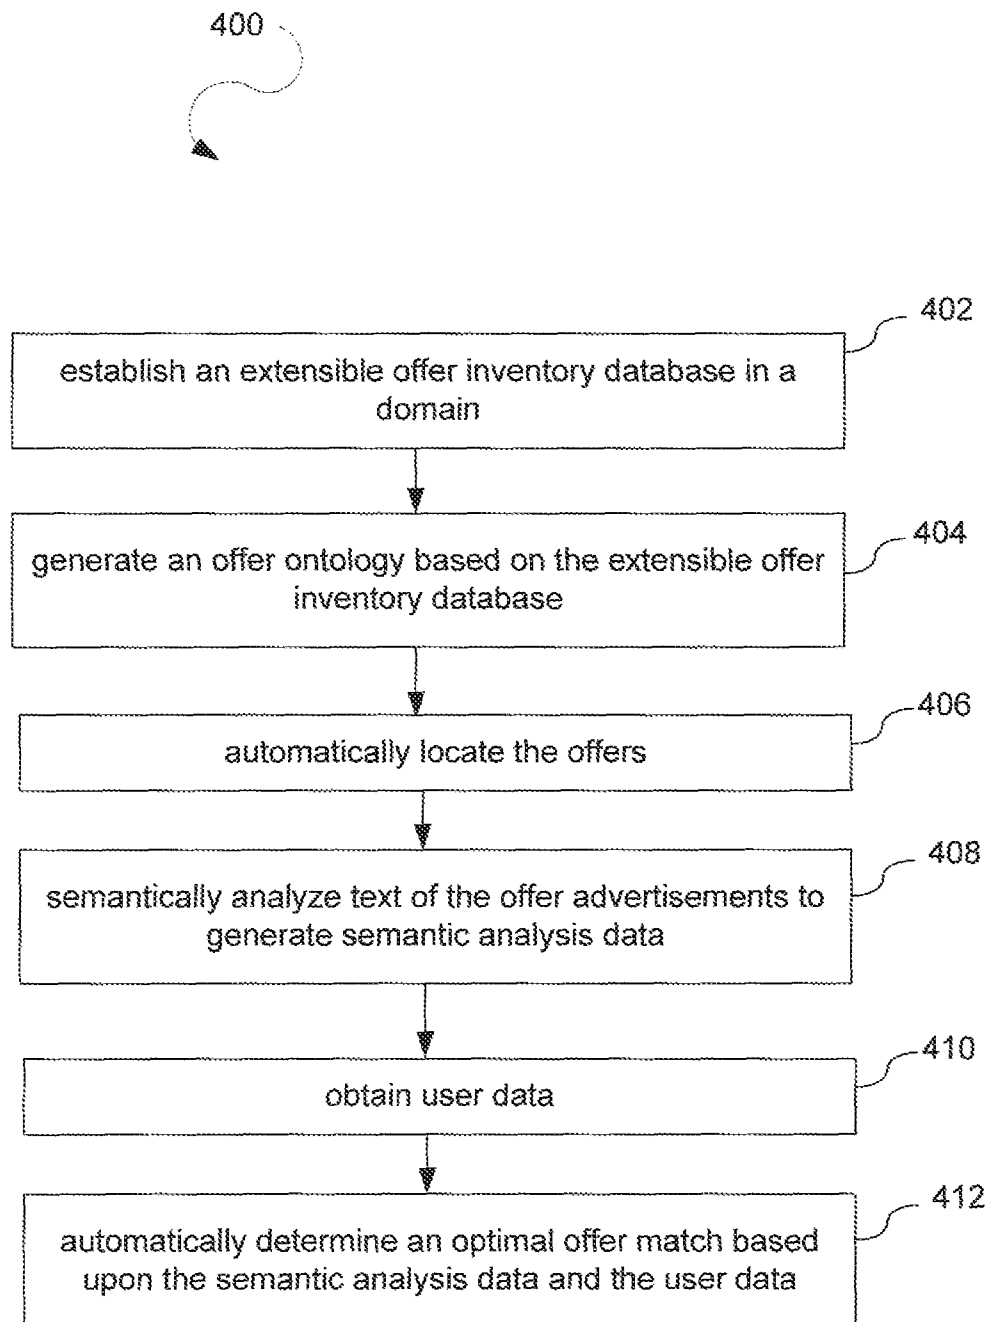 400
402
establish an extensible offer inventory database in a
domain
404
generate an offer ontology based on the extensible offer
inventory database
406
automatically locate the offers
408
semantically analyze text of the offer advertisements to
generate semantic analysis data
410
obtain user data
412
automatically determine an optimal offer match based
upon the semantic analysis data and the user data